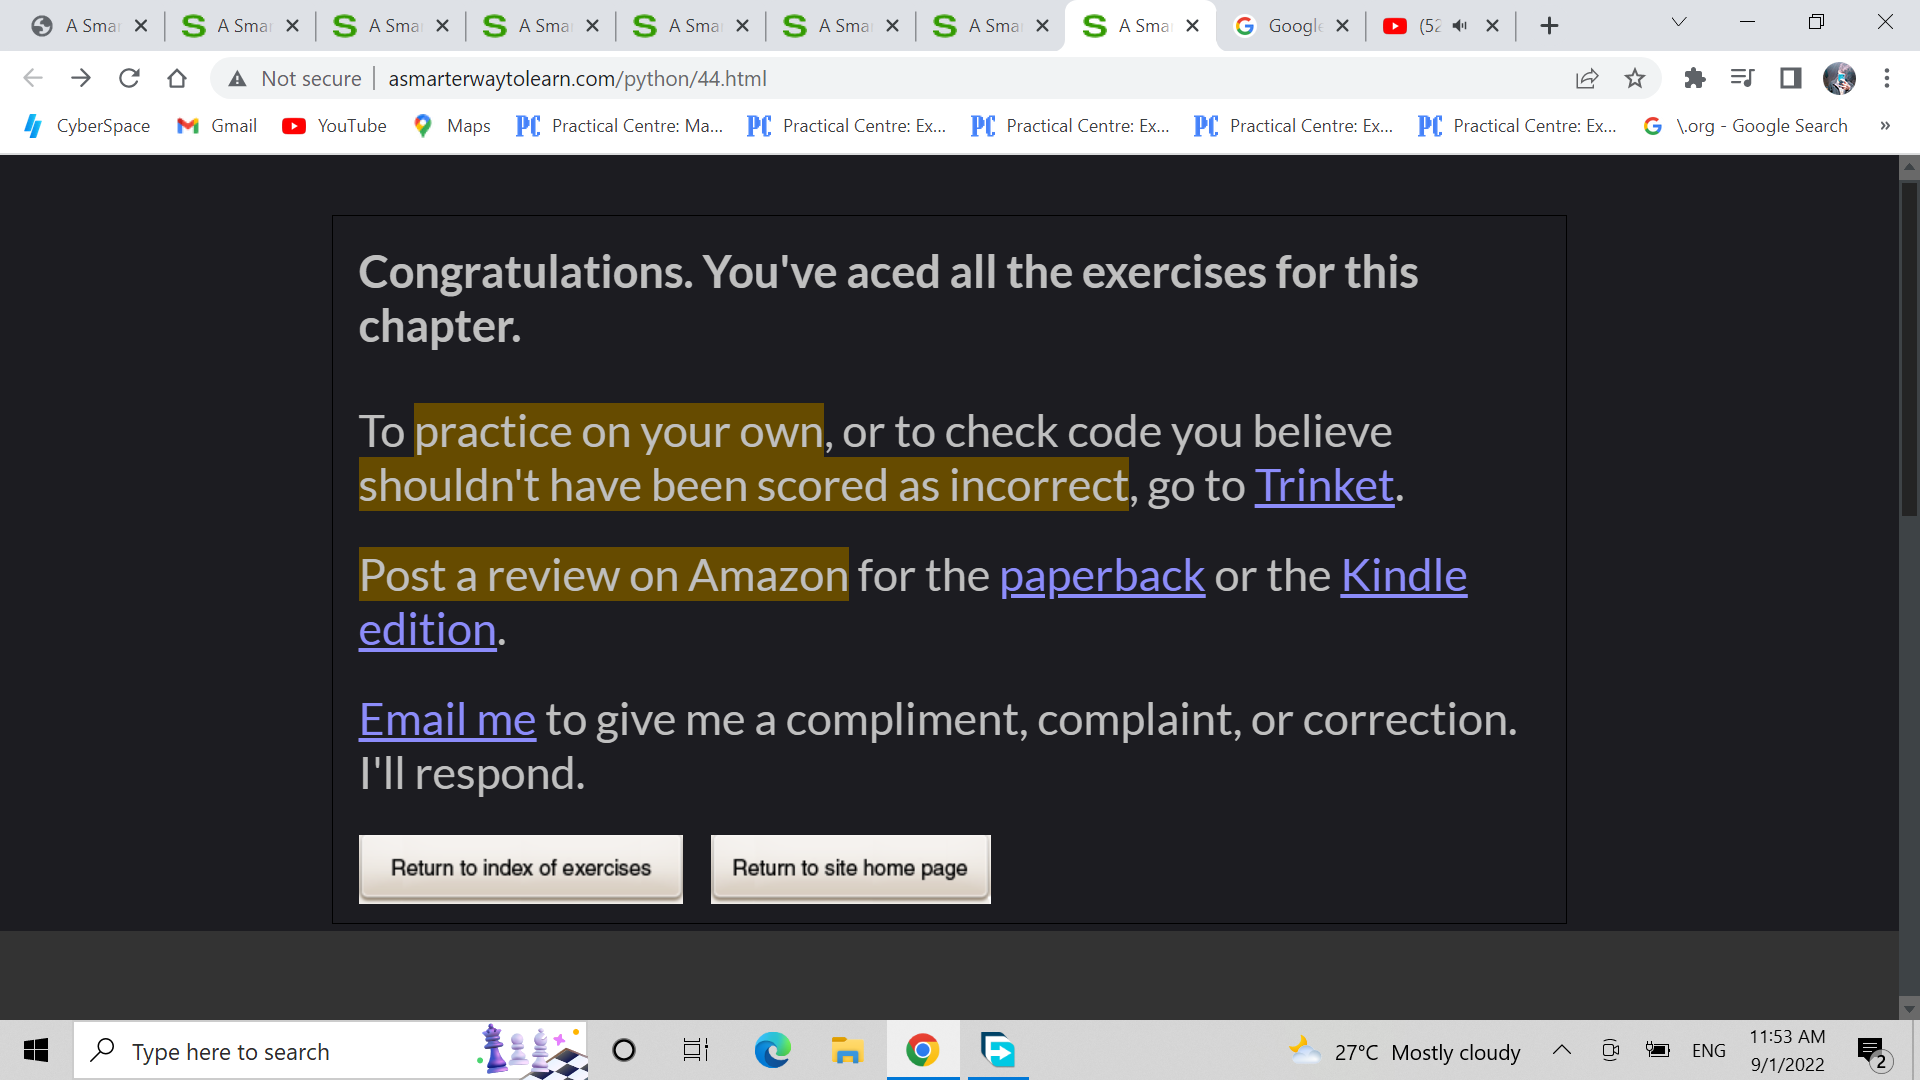 A Smar A Smar A Smar A Smar A Smar A Smar A Smar A Smar Google (52
Not secure asmarterwaytolearn.com/python/44.html
CyberSpace Gmail YouTube Maps PC Practical Centre: Ma... PC Practical Centre: Ex... PC Practical Centre: Ex... PC Practical Centre: Ex... PC Practical Centre: Ex... \.org - Google Search »
Congratulations. You've aced all the exercises for this
chapter.
To practice on your own, or to check code you believe
shouldn't have been scored as incorrect, go to Trinket.
Post a review on Amazon for the paperback or the Kindle
edition.
Email me to give me a compliment, complaint, or correction.
I'll respond.
Return to index of exercises Return to site home page
Type here to search 27°C Mostly cloudy ENG 11:53 AM
9/1/2022 2